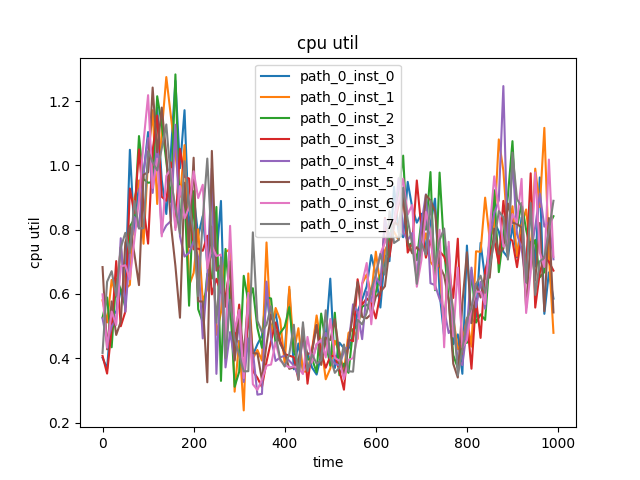 cpu util
cpu util
1.2
1.0
0.8
0.6
0.4
0.2
path_0_inst_0
path_0_inst_1
path_0_inst_2
path_0_inst_3
path_0_inst_4
path_0_inst_5
path_0_inst_6
path_0_inst_7
0 200 400 600 800 1000
time